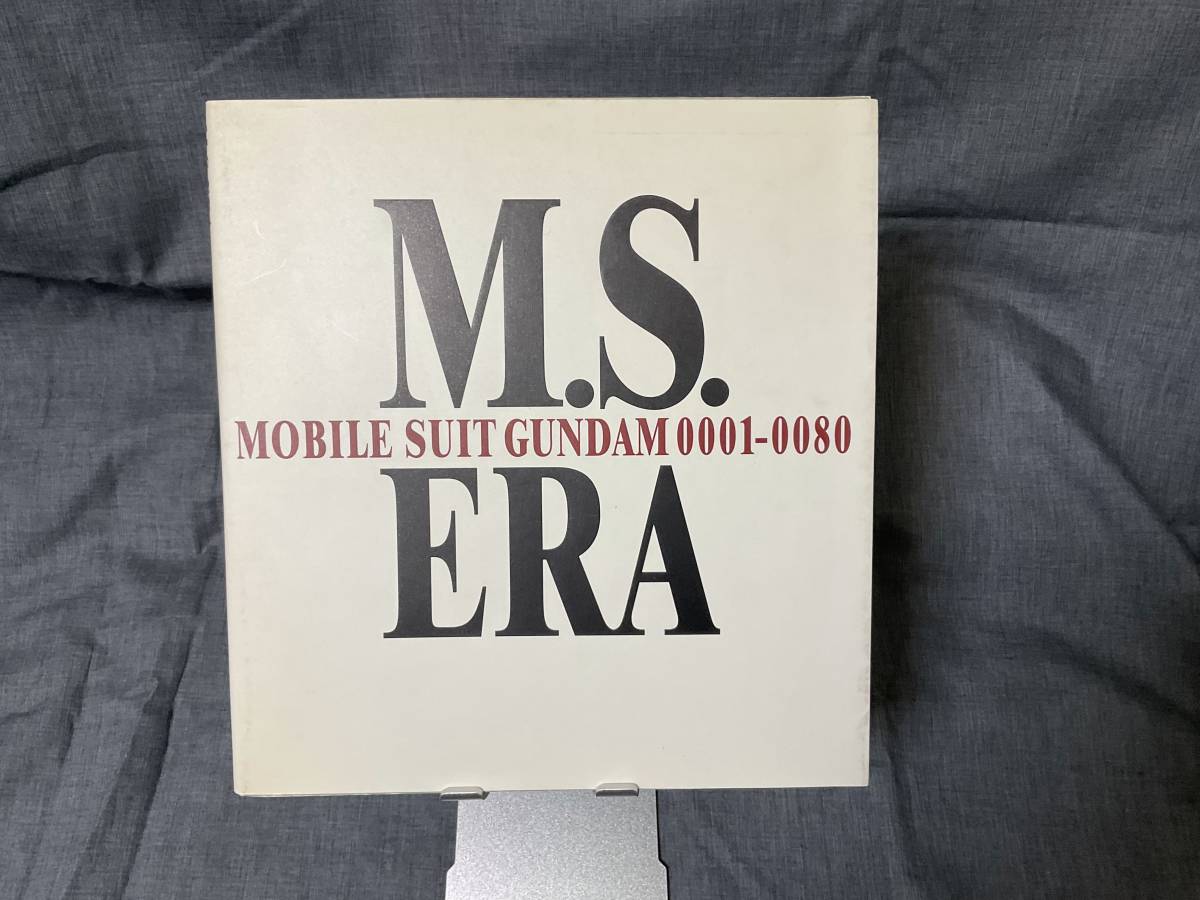 M.S.
MOBILE SUIT GUNDAM 0001-0080
ERA